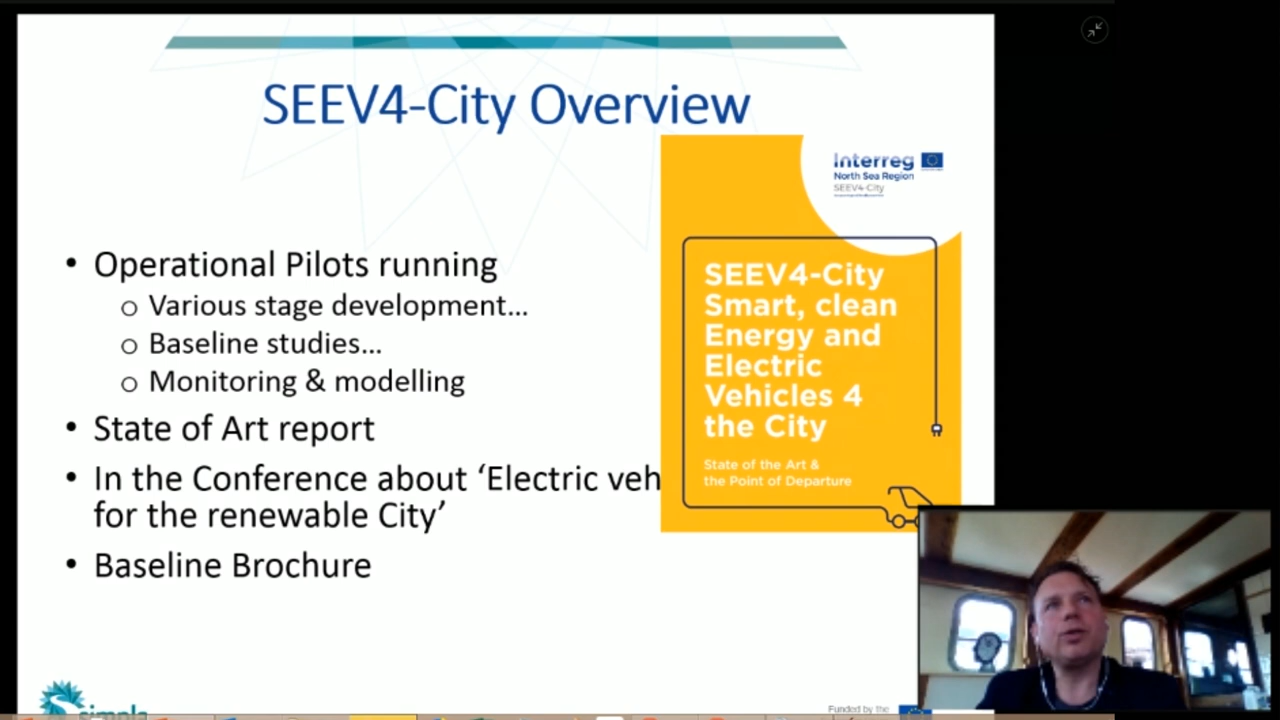 SEEV4-City Overview
• Operational Pilots running
o Various stage development...
o Baseline studies...
o Monitoring & modelling
• State of Art report
• In the Conference about ‘Electric veh
for the renewable City’
• Baseline Brochure
Interreg
North Sea Region
SEEV4-City
SEEV4-City
Smart, clean
Energy and
Electric
Vehicles 4
the City
State of the Art &
the Point of Departure
simpla
Funded by the